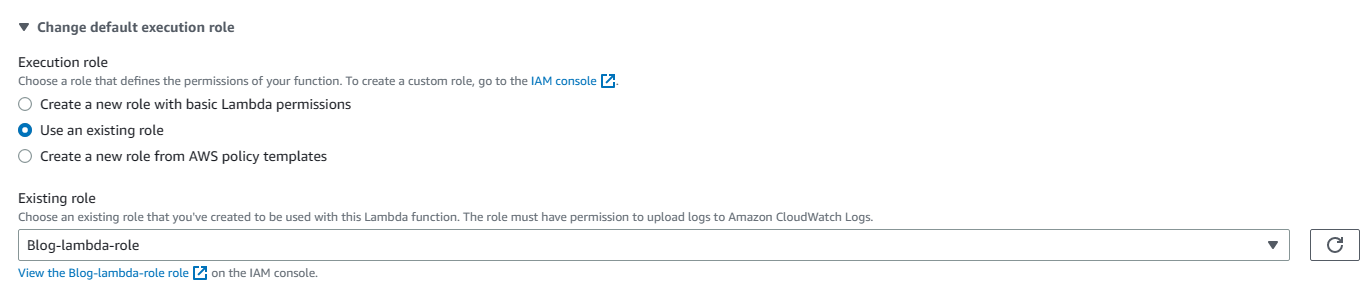 Change default execution role
Execution role
Choose a role that defines the permissions of your function. To create a custom role, go to the IAM console.
Create a new role with basic Lambda permissions
Use an existing role
Create a new role from AWS policy templates
Existing role
Choose an existing role that you've created to be used with this Lambda function. The role must have permission to upload logs to Amazon CloudWatch Logs.
Blog-lambda-role
View the Blog-lambda-role role on the IAM console.